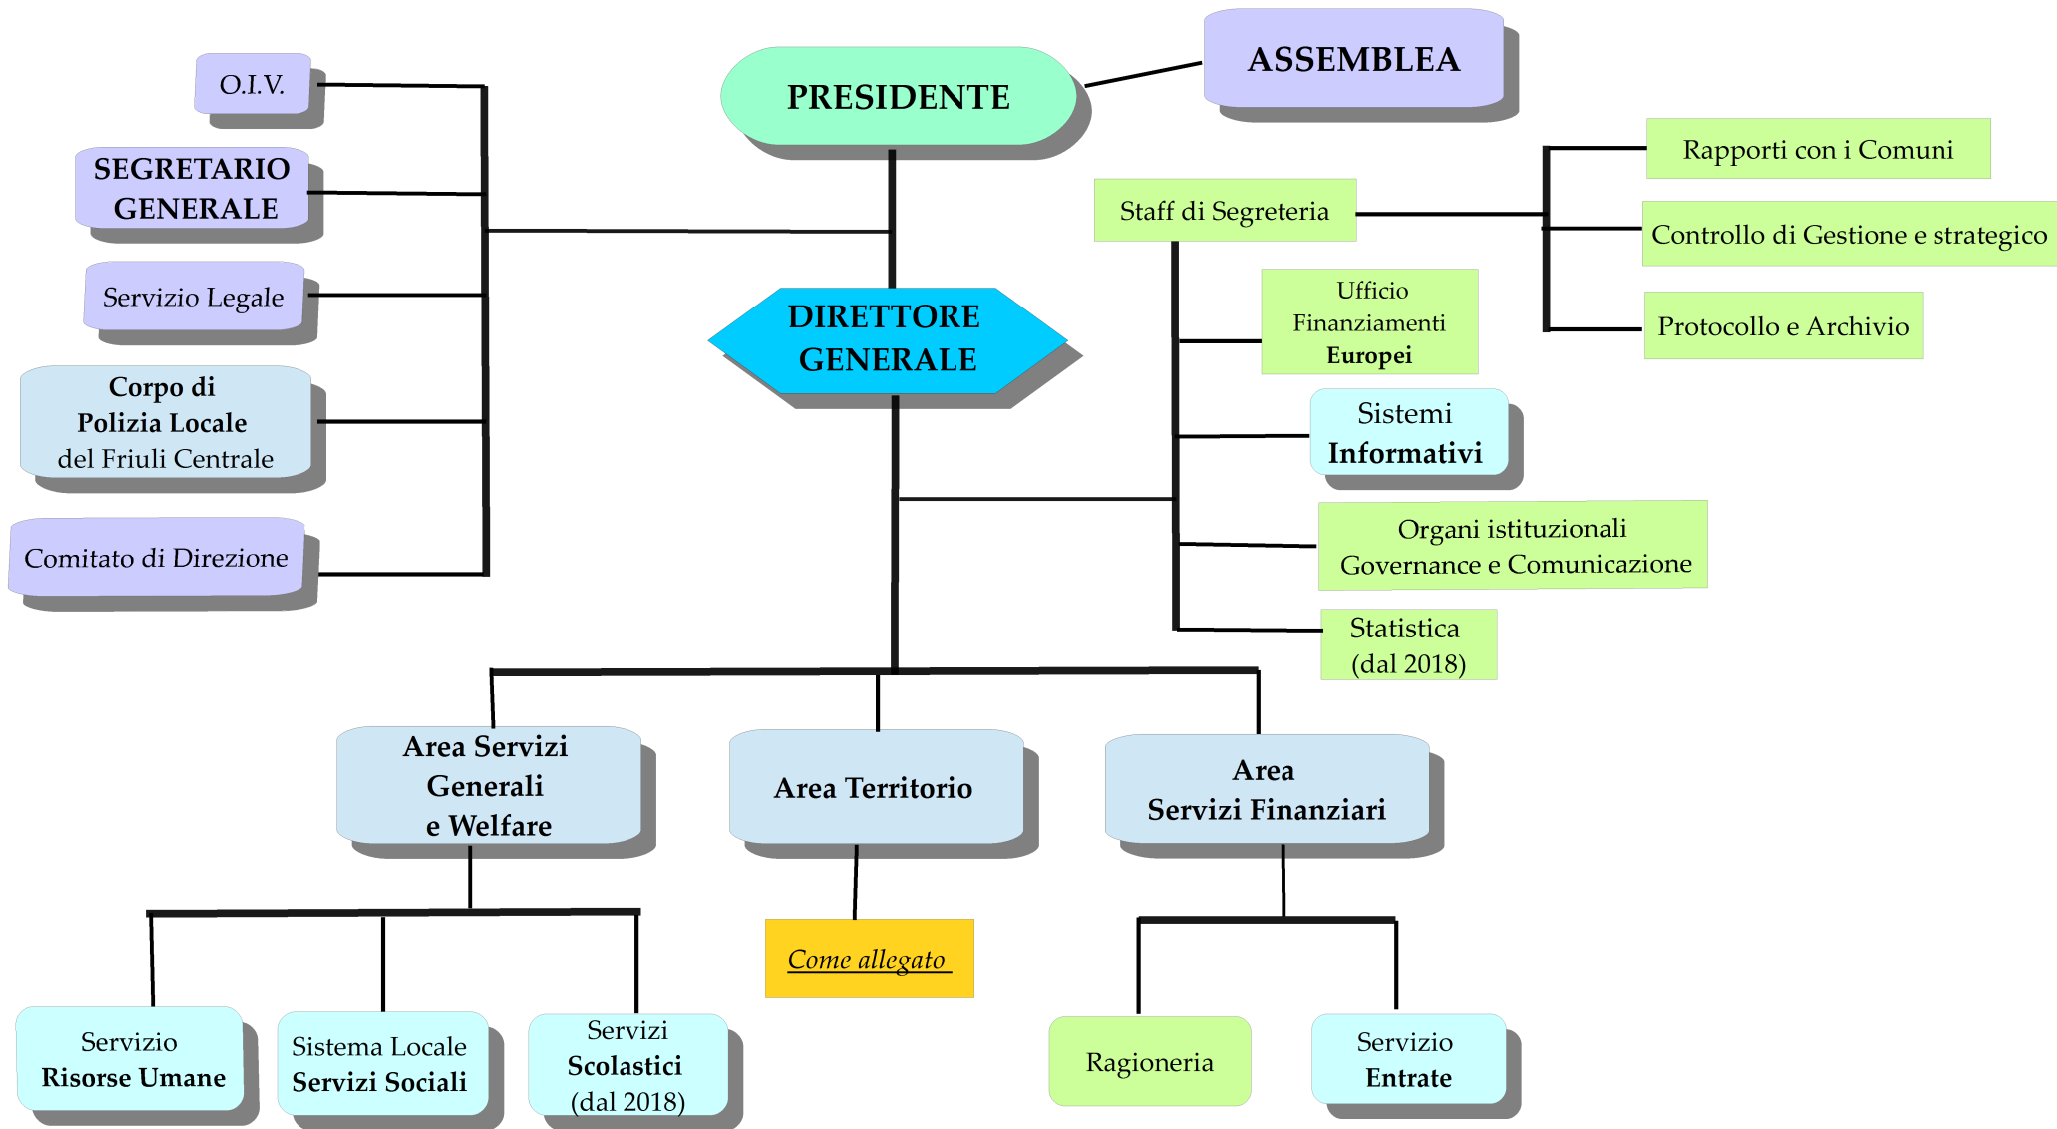 ASSEMBLEA
PRESIDENTE
O.I.V.
SEGRETARIO
GENERALE
Servizio Legale
Corpo di
Polizia Locale
del Friuli Centrale
Comitato di Direzione
DIRETTORE
GENERALE
Staff di Segreteria
Rapporti con i Comuni
Controllo di Gestione e strategico
Protocollo e Archivio
Ufficio
Finanziamenti
Europei
Sistemi
Informativi
Organi istituzionali
Governance e Comunicazione
Statistica
(dal 2018)
Area Servizi
Generali
e Welfare
Area Territorio
Area
Servizi Finanziari
Come allegato
Servizio
Risorse Umane
Sistema Locale
Servizi Sociali
Servizi
Scolastici
(dal 2018)
Ragioneria
Servizio
Entrate